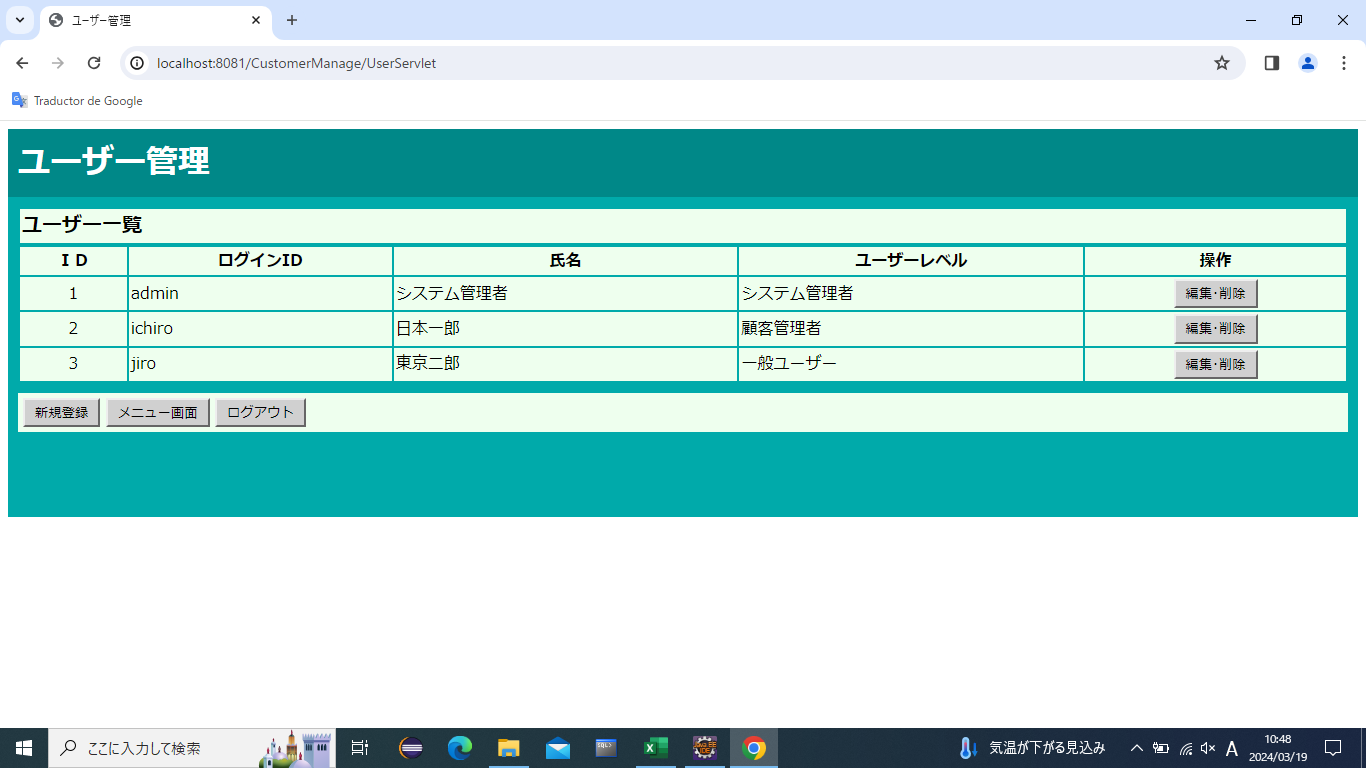 ユーザー管理
localhost:8081/CustomerManage/UserServlet
Traductor de Google
ユーザー管理
ユーザー一覧
ＩＤ ログインID 氏名 ユーザーレベル 操作
1 admin システム管理者 システム管理者 編集･削除
2 ichiro 日本一郎 顧客管理者 編集･削除
3 jiro 東京二郎 一般ユーザー 編集･削除
新規登録 メニュー画面 ログアウト
ここに入力して検索
気温が下がる見込み
A
10:48
2024/03/19